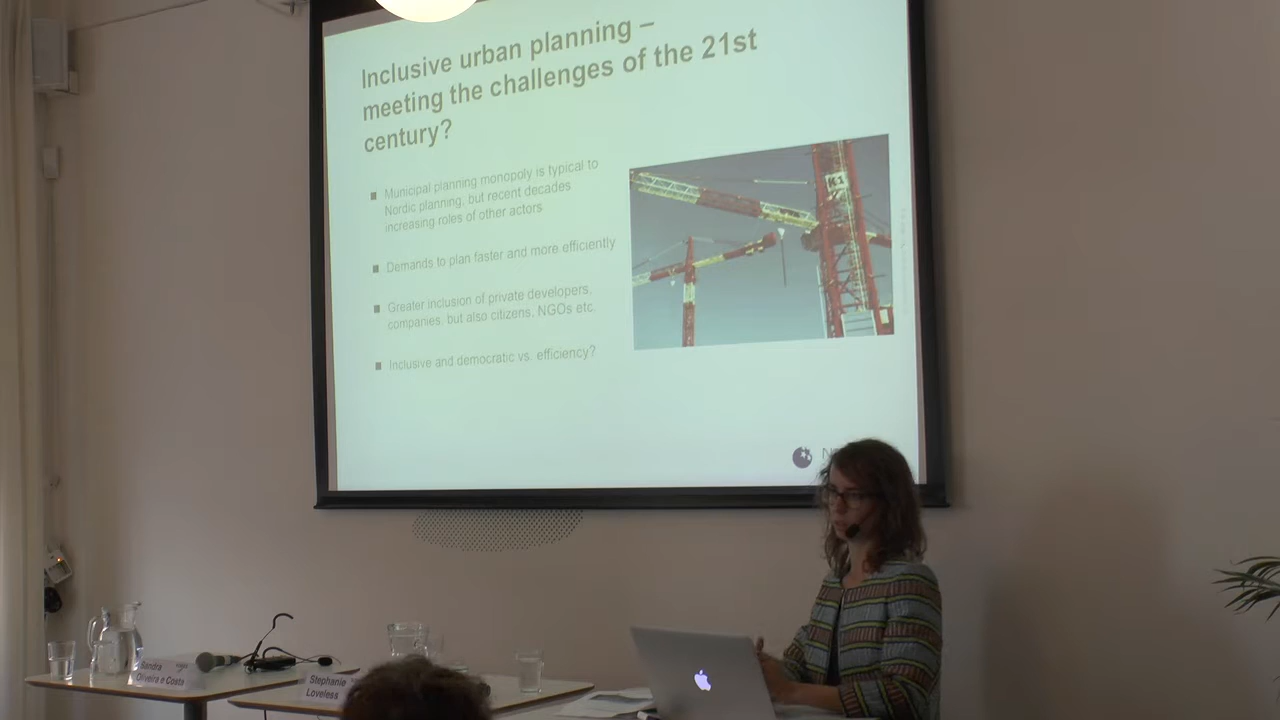 Inclusive urban planning –
meeting the challenges of the 21st
century?
Municipal planning monopoly is typical to
Nordic planning, but recent decades
increasing roles of other actors
Demands to plan faster and more efficiently
Greater inclusion of private developers,
companies, but also citizens, NGOs etc.
Inclusive and democratic vs. efficiency?
K1
N
Sandra
Oliveira e Costa
Stephanie
Loveless